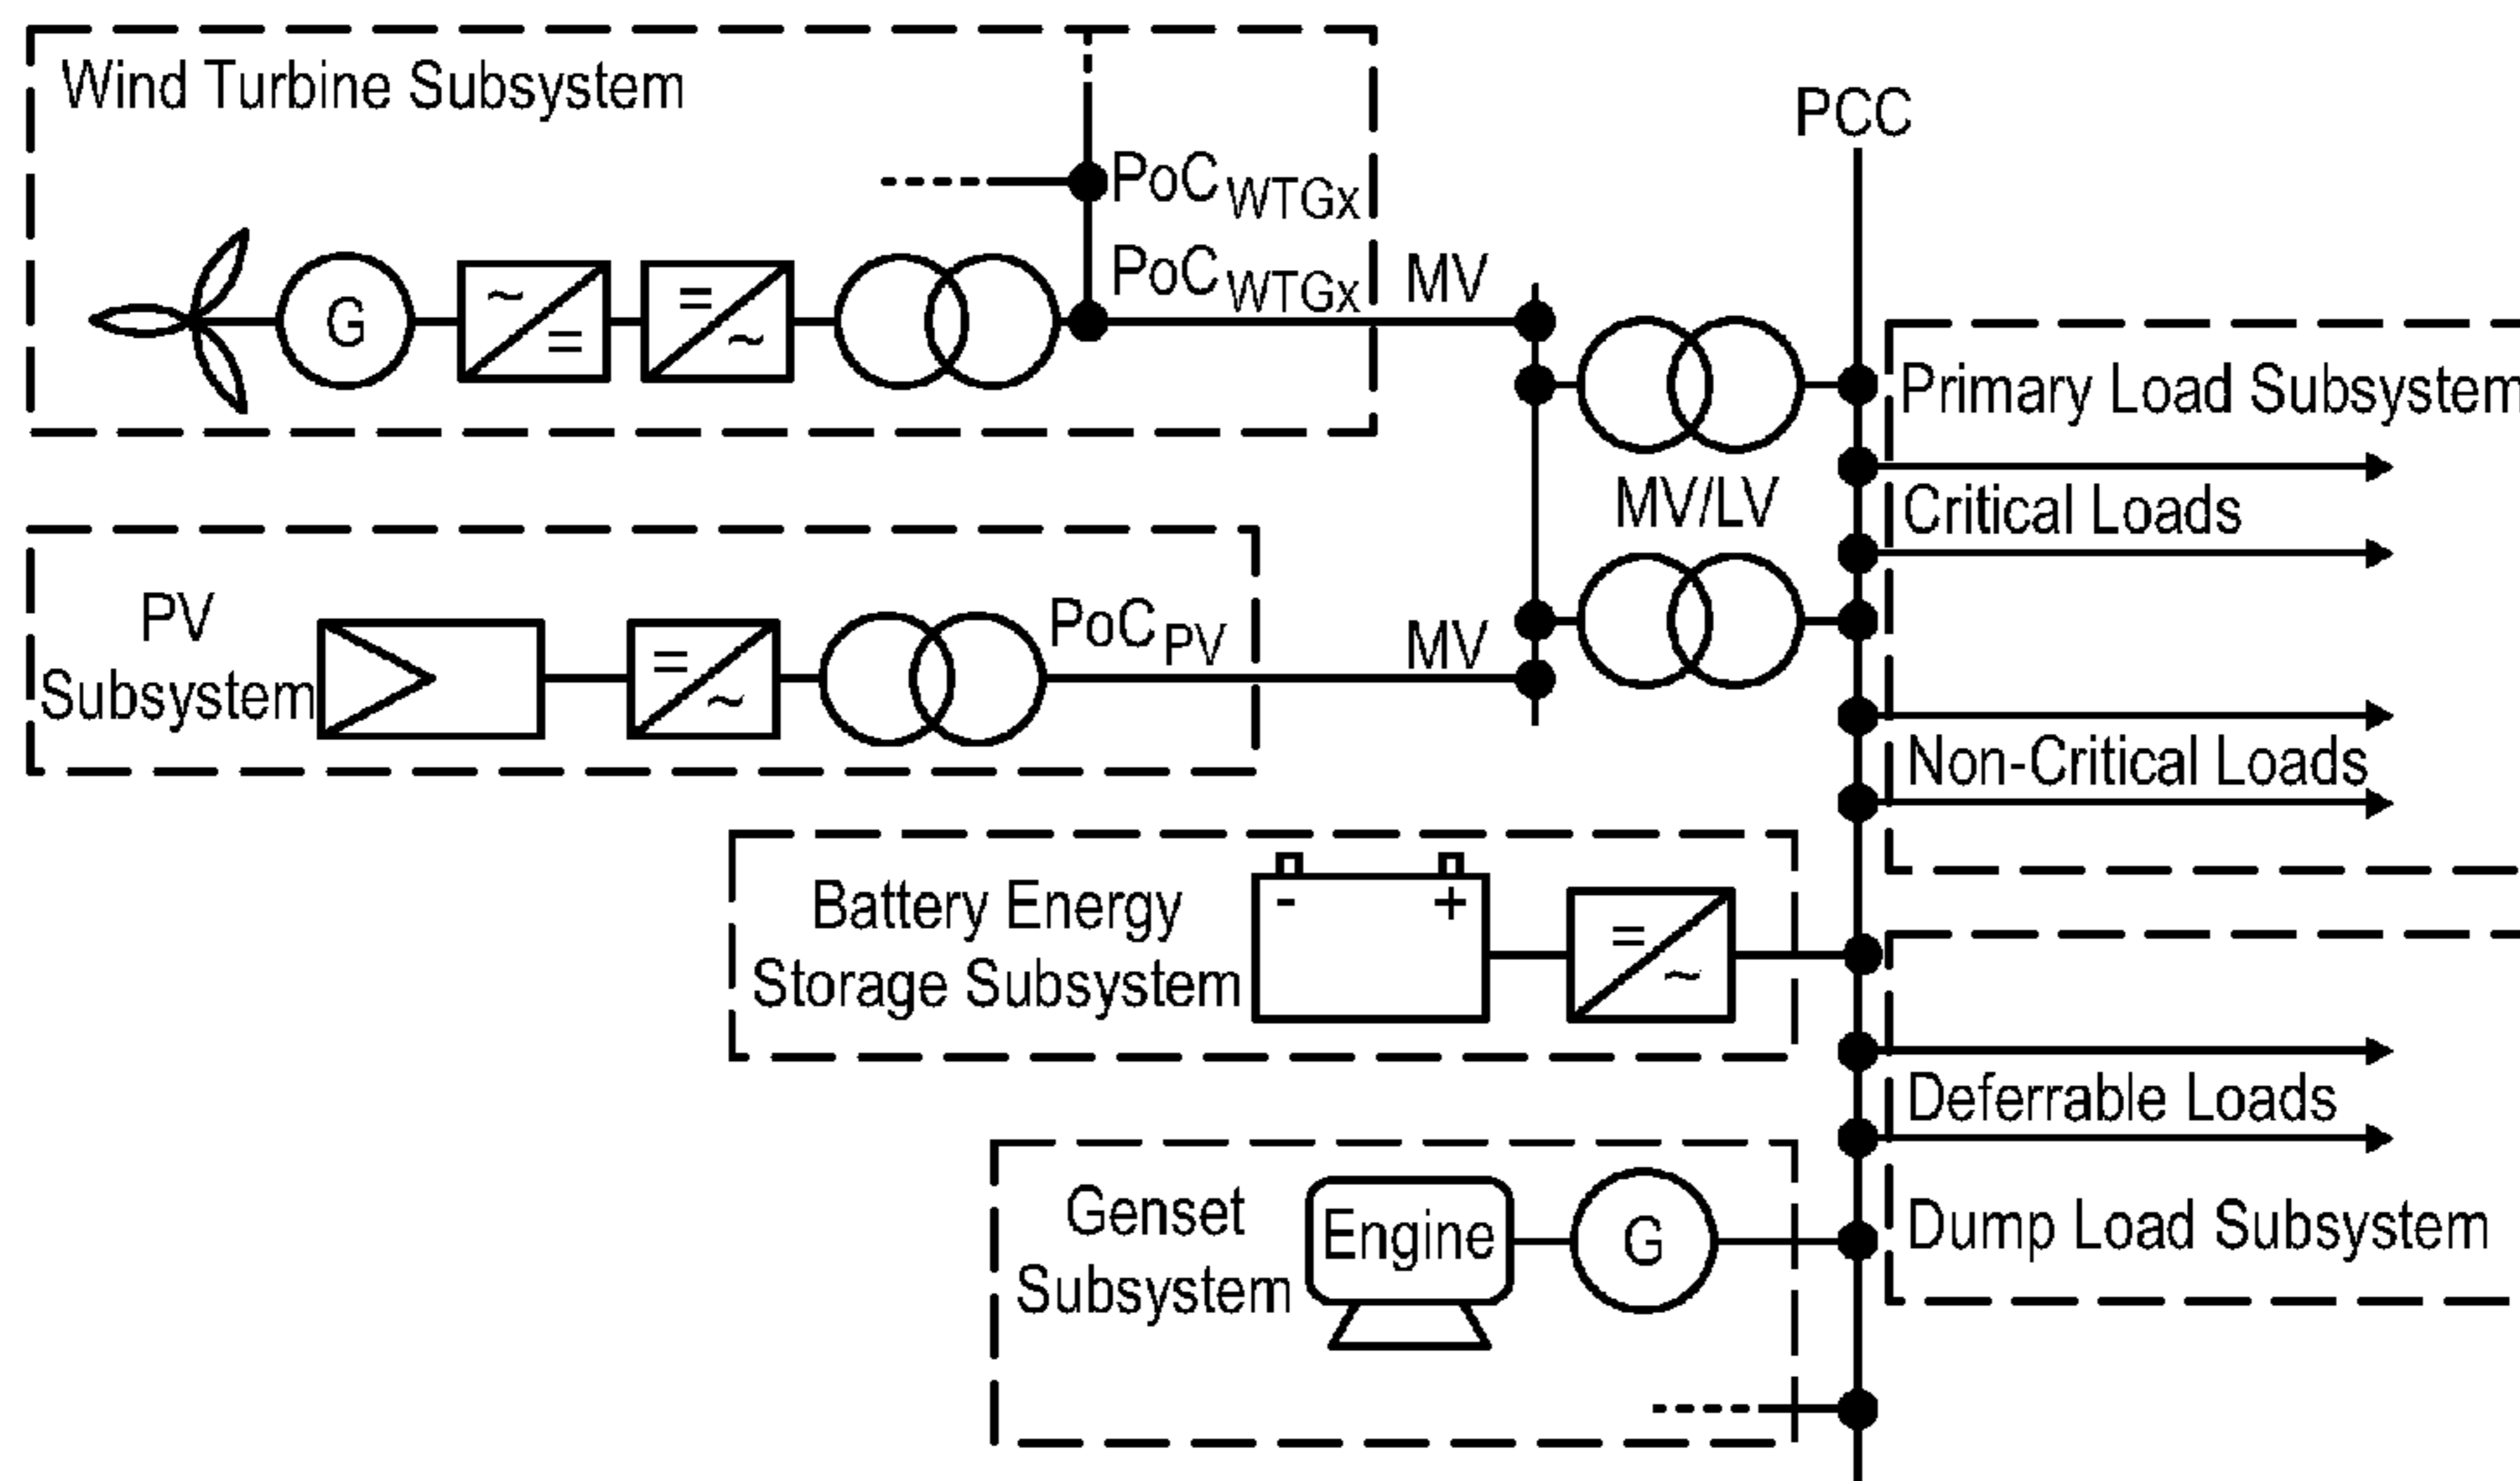 Wind Turbine Subsystem
PCC
PoC WTGx
PoC WTGx
MV
G
~
=
=
~
Primary Load Subsystem
MV/LV
Critical Loads
PV
Subsystem
=
~
PoC PV
MV
Non-Critical Loads
Battery Energy
Storage Subsystem
- +
=
~
Deferrable Loads
Genset
Subsystem
Engine
G
Dump Load Subsystem